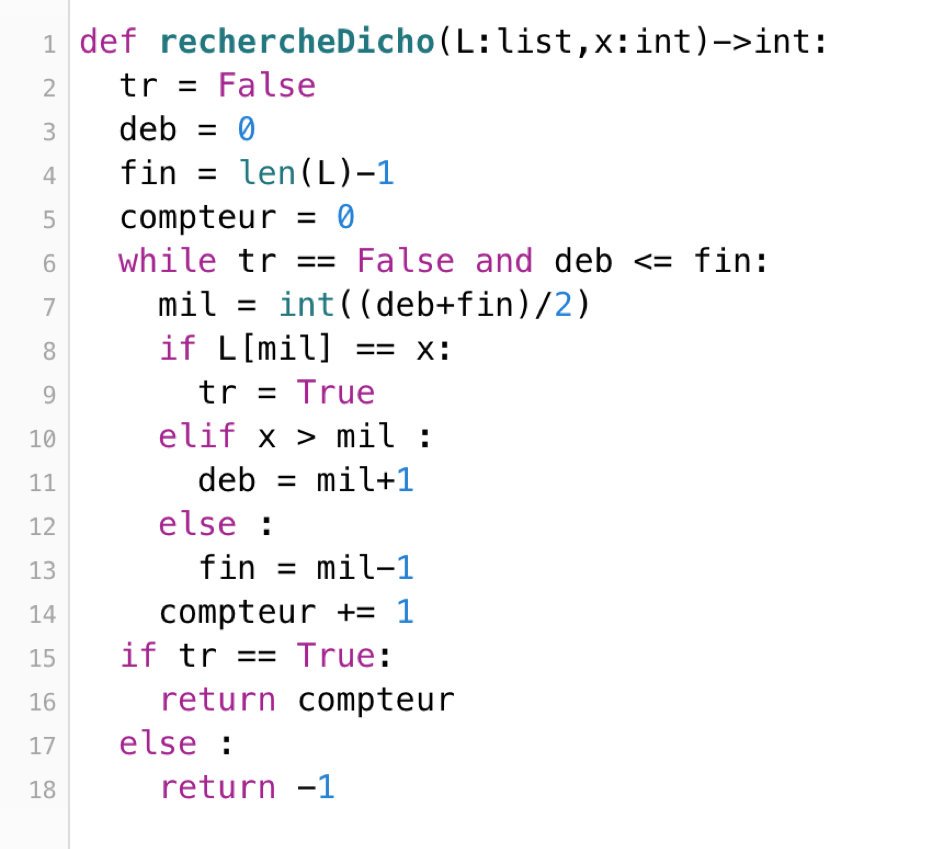 1 def rechercheDicho(L:list,x:int)->int:
2   tr = False
3   deb = 0
4   fin = len(L)-1
5   compteur = 0
6   while tr == False and deb <= fin:
7     mil = int((deb+fin)/2)
8     if L[mil] == x:
9       tr = True
10     elif x > mil :
11       deb = mil+1
12     else :
13       fin = mil-1
14     compteur += 1
15   if tr == True:
16     return compteur
17   else :
18     return -1